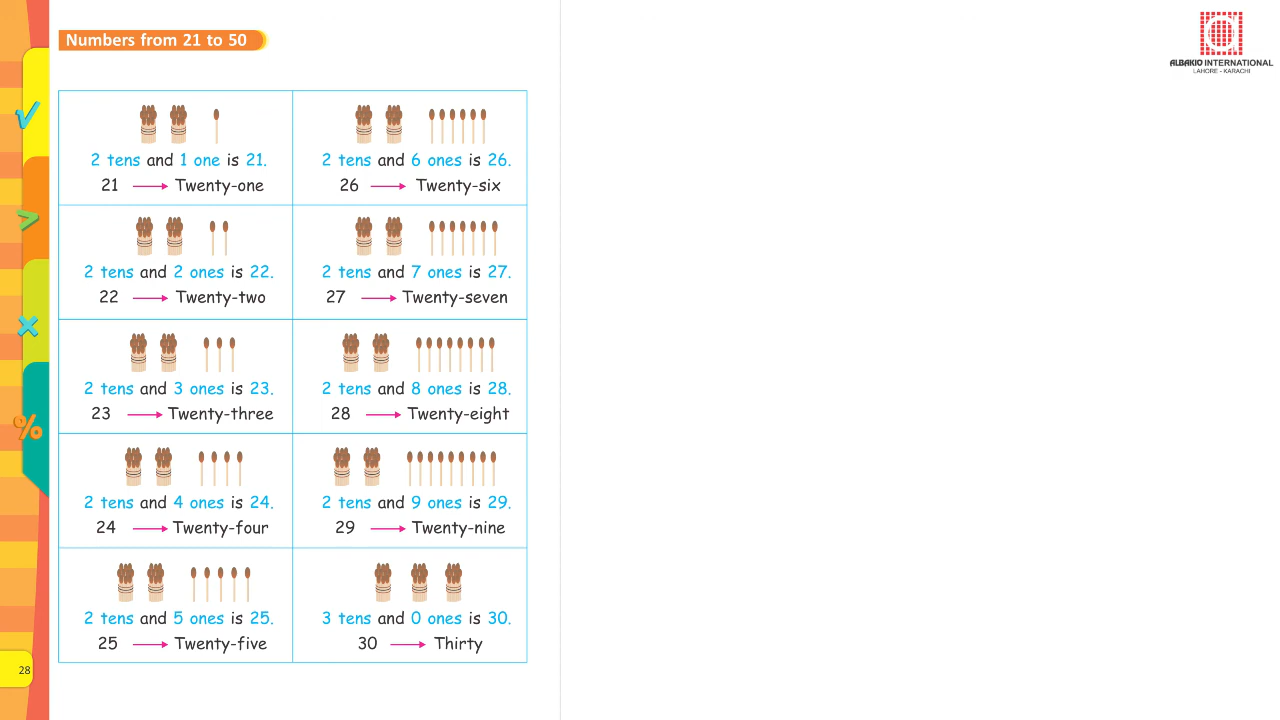 Numbers from 21 to 50
2 tens and 1 one is 21.
21 → Twenty-one
2 tens and 6 ones is 26.
26 → Twenty-six
2 tens and 2 ones is 22.
22 → Twenty-two
2 tens and 7 ones is 27.
27 → Twenty-seven
2 tens and 3 ones is 23.
23 → Twenty-three
2 tens and 8 ones is 28.
28 → Twenty-eight
2 tens and 4 ones is 24.
24 → Twenty-four
2 tens and 9 ones is 29.
29 → Twenty-nine
2 tens and 5 ones is 25.
25 → Twenty-five
3 tens and 0 ones is 30.
30 → Thirty
√
>
×
%
28
ALBAKIO INTERNATIONAL
LAHORE - KARACHI